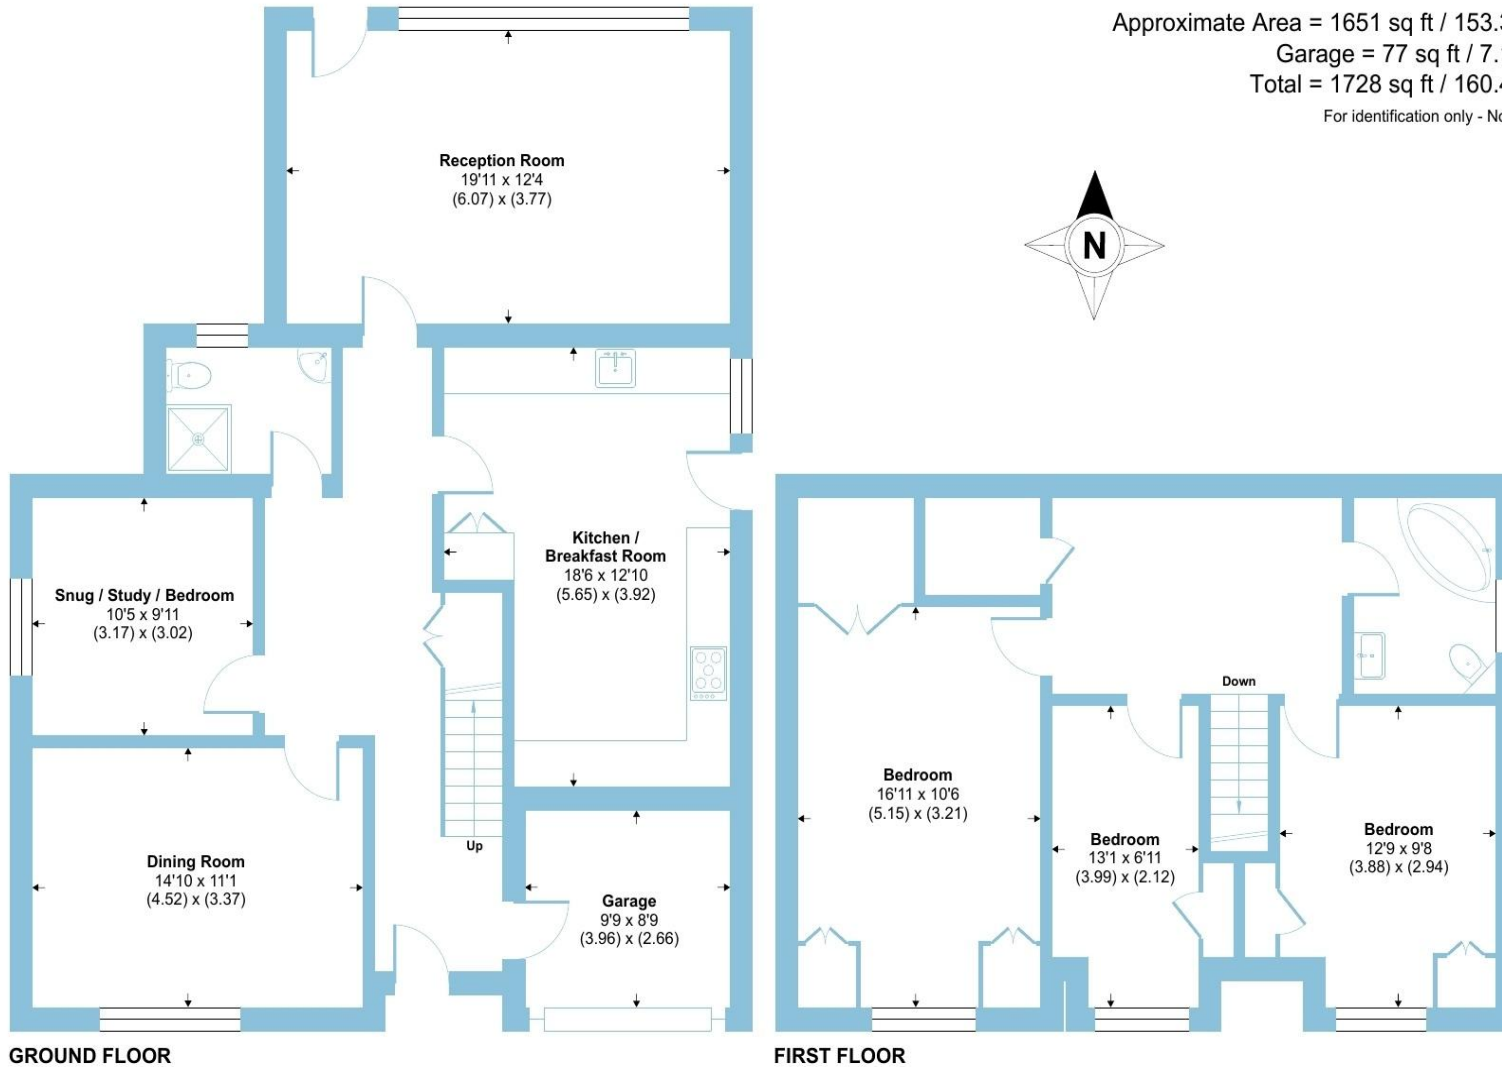 Approximate Area = 1651 sq ft / 153.3
Garage = 77 sq ft / 7.
Total = 1728 sq ft / 160.4
For identification only - No
N
Reception Room
19'11 x 12'4
(6.07) x (3.77)
Kitchen /
Breakfast Room
18'6 x 12'10
(5.65) x (3.92)
Snug / Study / Bedroom
10'5 x 9'11
(3.17) x (3.02)
Dining Room
14'10 x 11'1
(4.52) x (3.37)
Up
Garage
9'9 x 8'9
(3.96) x (2.66)
GROUND FLOOR
Down
Bedroom
16'11 x 10'6
(5.15) x (3.21)
Bedroom
13'1 x 6'11
(3.99) x (2.12)
Bedroom
12'9 x 9'8
(3.88) x (2.94)
FIRST FLOOR